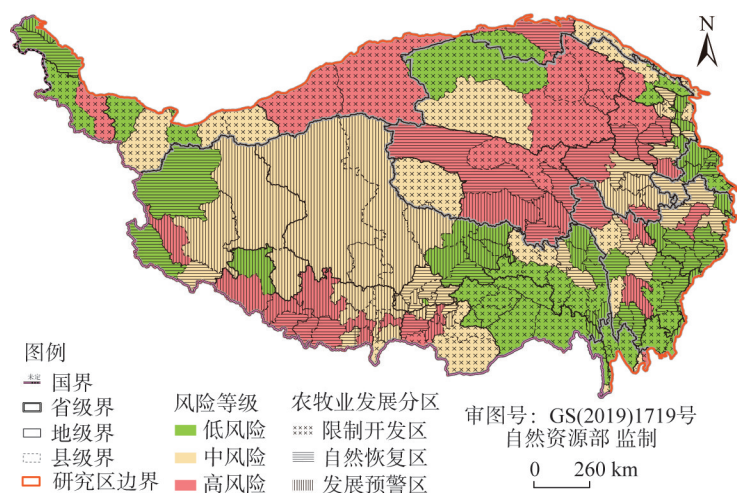 N
图例
未定
国界
省级界
地级界
县级界
研究区边界
风险等级
低风险
中风险
高风险
农牧业发展分区
限制开发区
自然恢复区
发展预警区
审图号：GS(2019)1719号
自然资源部 监制
0 260 km